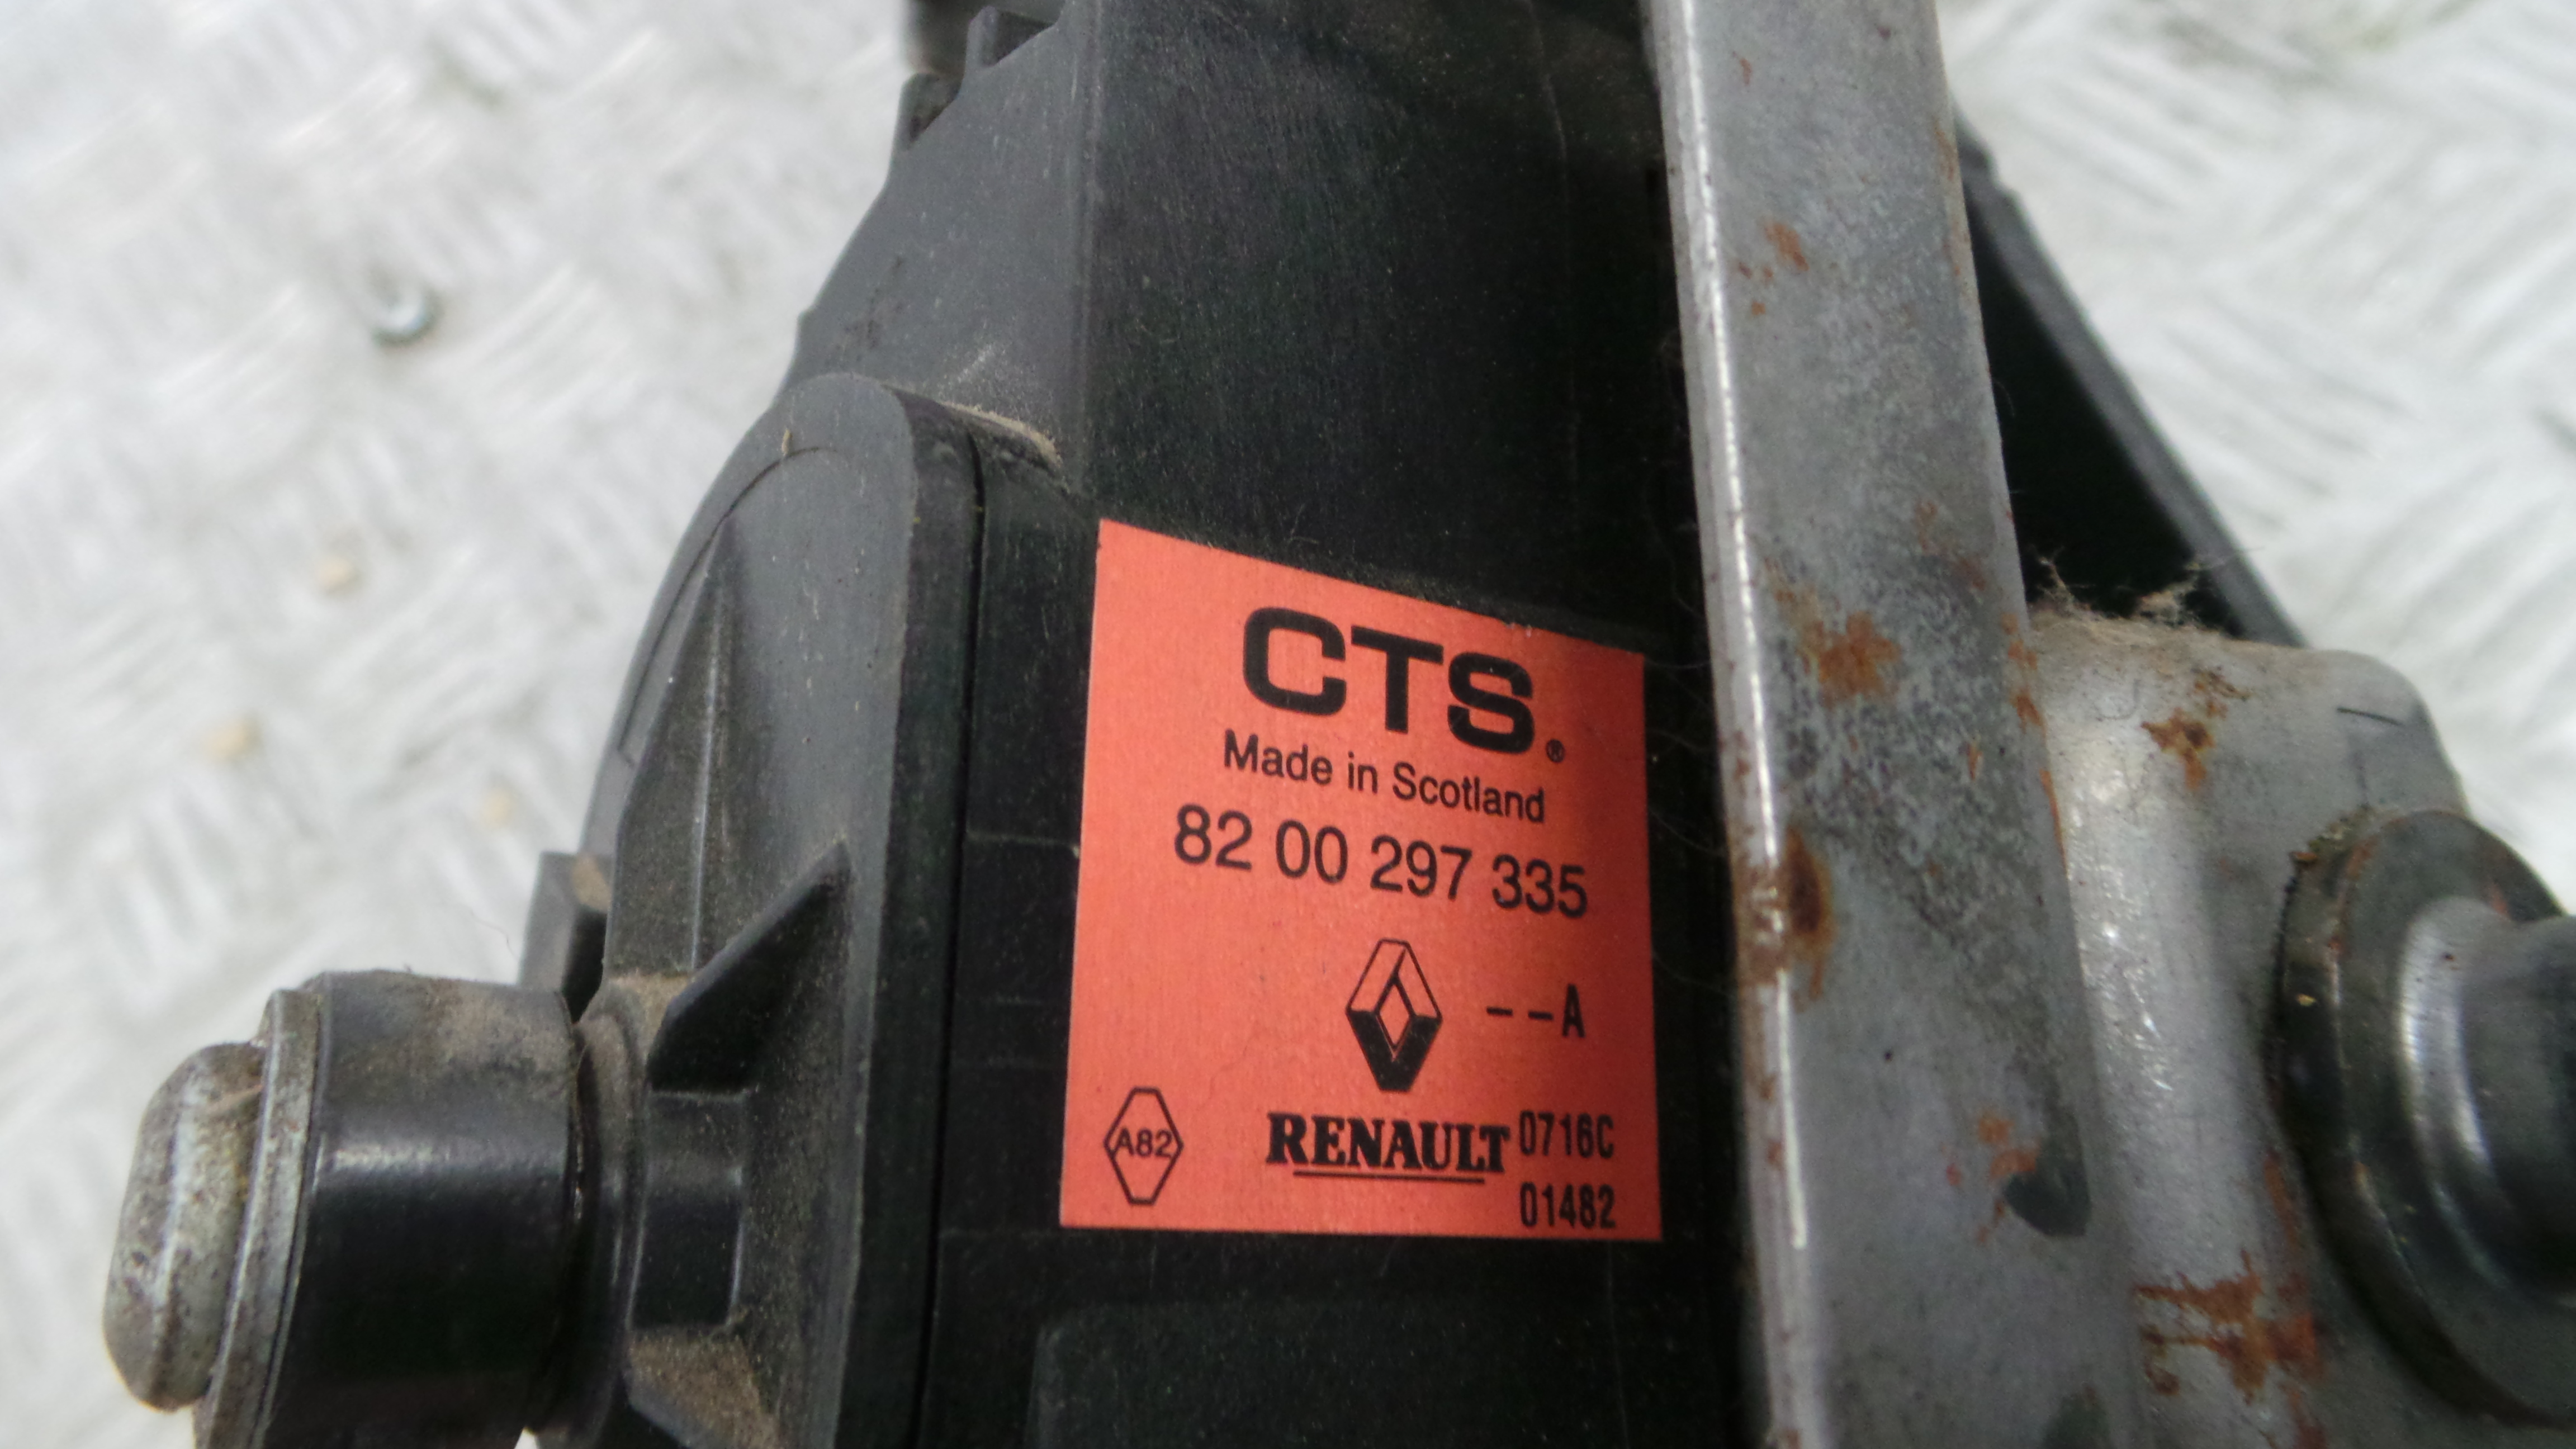 CTS®
Made in Scotland
82 00 297 335
--A
A82
RENAULT 0716C
01482